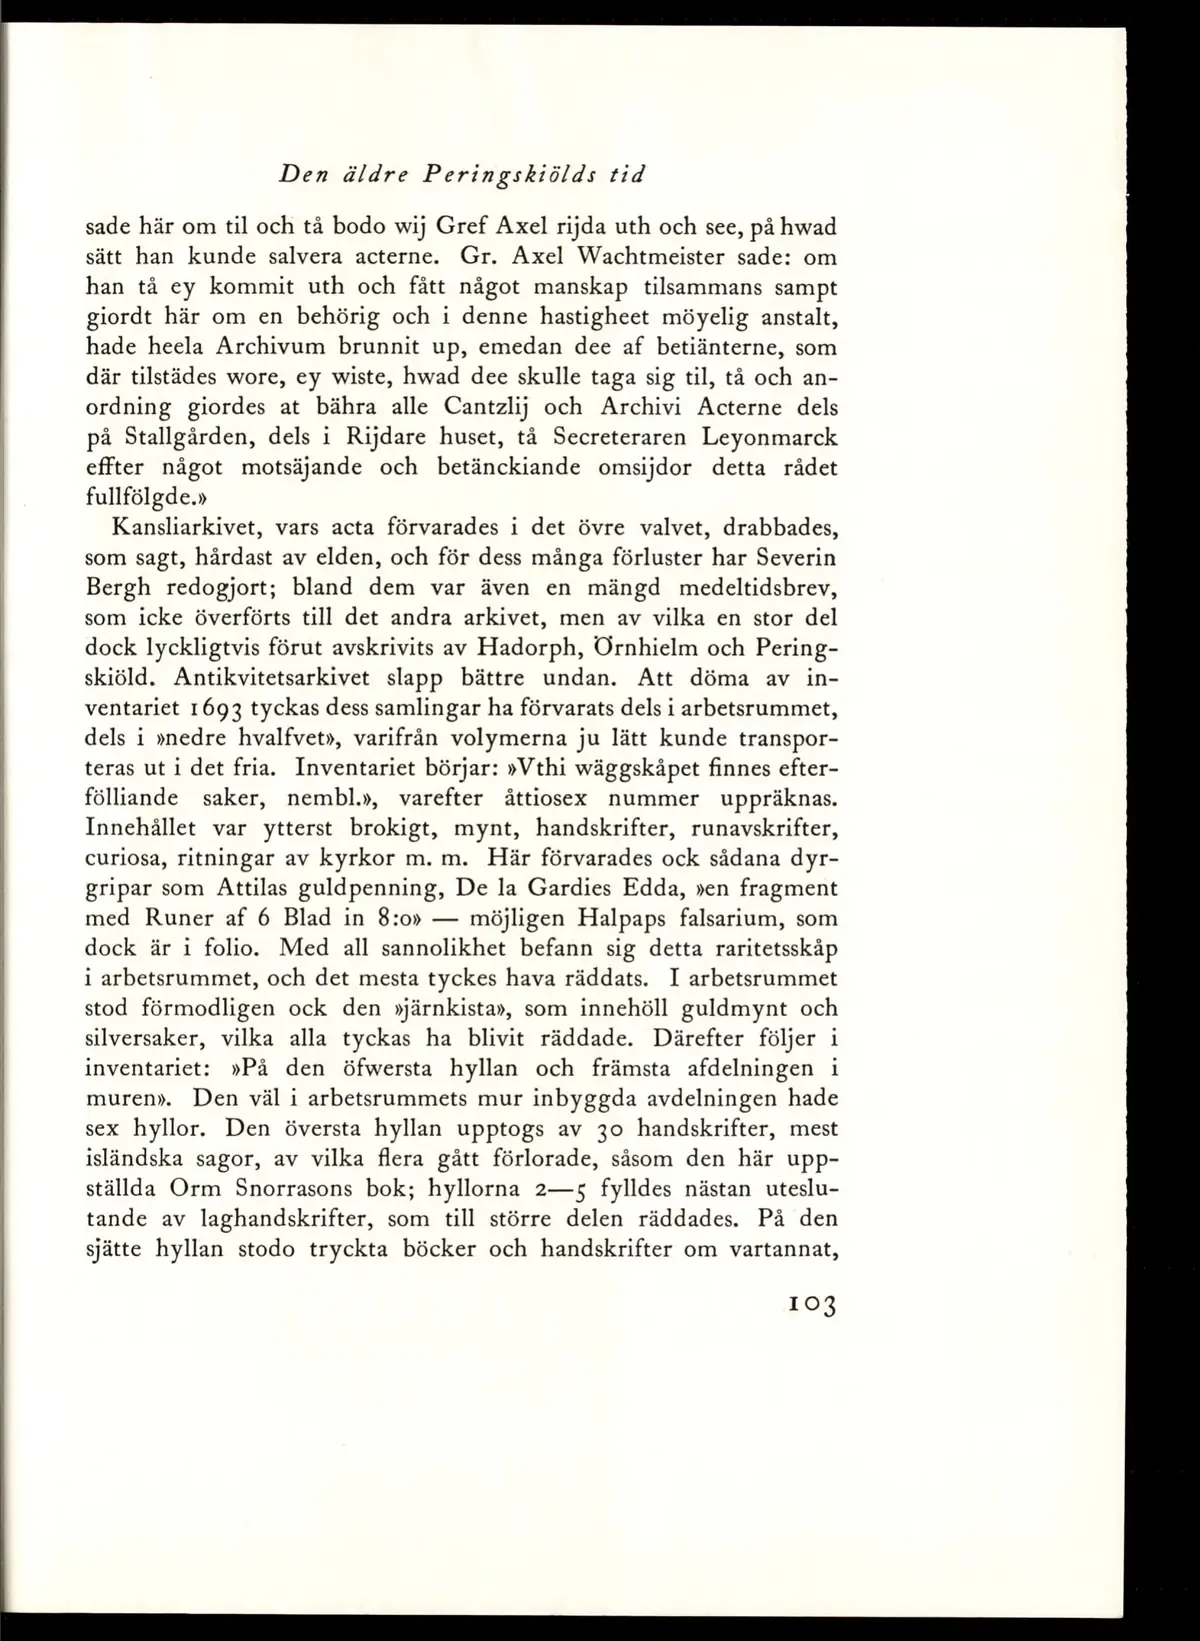 Den äldre Peringskiölds tid
sade här om til och tå bodo wij Gref Axel rijda uth och see, på hwad
sätt han kunde salvera acterne. Gr. Axel Wachtmeister sade: om
han tå ey kommit uth och fått något manskap tilsammans sampt
giordt här om en behörig och i denne hastigheet möyelig anstalt,
hade heela Archivum brunnit up, emedan dee af betiänterne, som
där tilstädes wore, ey wiste, hwad dee skulle taga sig til, tå och an-
ordning giordes at bähra alle Cantzlij och Archivi Acterne dels
på Stallgården, dels i Rijdare huset, tå Secreteraren Leyonmarck
effter något motsäjande och betänckiande omsijdor detta rådet
fullfölgde.»
Kansliarkivet, vars acta förvarades i det övre valvet, drabbades,
som sagt, hårdast av elden, och för dess många förluster har Severin
Bergh redogjort; bland dem var även en mängd medeltidsbrev,
som icke överförts till det andra arkivet, men av vilka en stor del
dock lyckligtvis förut avskrivits av Hadorph, Örnhielm och Pering-
skiöld. Antikvitetsarkivet slapp bättre undan. Att döma av in-
ventariet 1693 tyckas dess samlingar ha förvarats dels i arbetsrummet,
dels i »nedre hvalfvet», varifrån volymerna ju lätt kunde transpor-
teras ut i det fria. Inventariet börjar: »Vthi wäggskåpet finnes efter-
fölliande saker, nembl.», varefter åttiosex nummer uppräknas.
Innehållet var ytterst brokigt, mynt, handskrifter, runavskrifter,
curiosa, ritningar av kyrkor m. m. Här förvarades ock sådana dyr-
gripar som Attilas guldpenning, De la Gardies Edda, »en fragment
med Runer af 6 Blad in 8:o» — möjligen Halpaps falsarium, som
dock är i folio. Med all sannolikhet befann sig detta raritetsskåp
i arbetsrummet, och det mesta tyckes hava räddats. I arbetsrummet
stod förmodligen ock den »järnkista», som innehöll guldmynt och
silversaker, vilka alla tyckas ha blivit räddade. Därefter följer i
inventariet: »På den öfwersta hyllan och främsta afdelningen i
muren». Den väl i arbetsrummets mur inbyggda avdelningen hade
sex hyllor. Den översta hyllan upptogs av 30 handskrifter, mest
isländska sagor, av vilka flera gått förlorade, såsom den här upp-
ställda Orm Snorrasons bok; hyllorna 2—5 fylldes nästan uteslu-
tande av laghandskrifter, som till större delen räddades. På den
sjätte hyllan stodo tryckta böcker och handskrifter om vartannat,
103